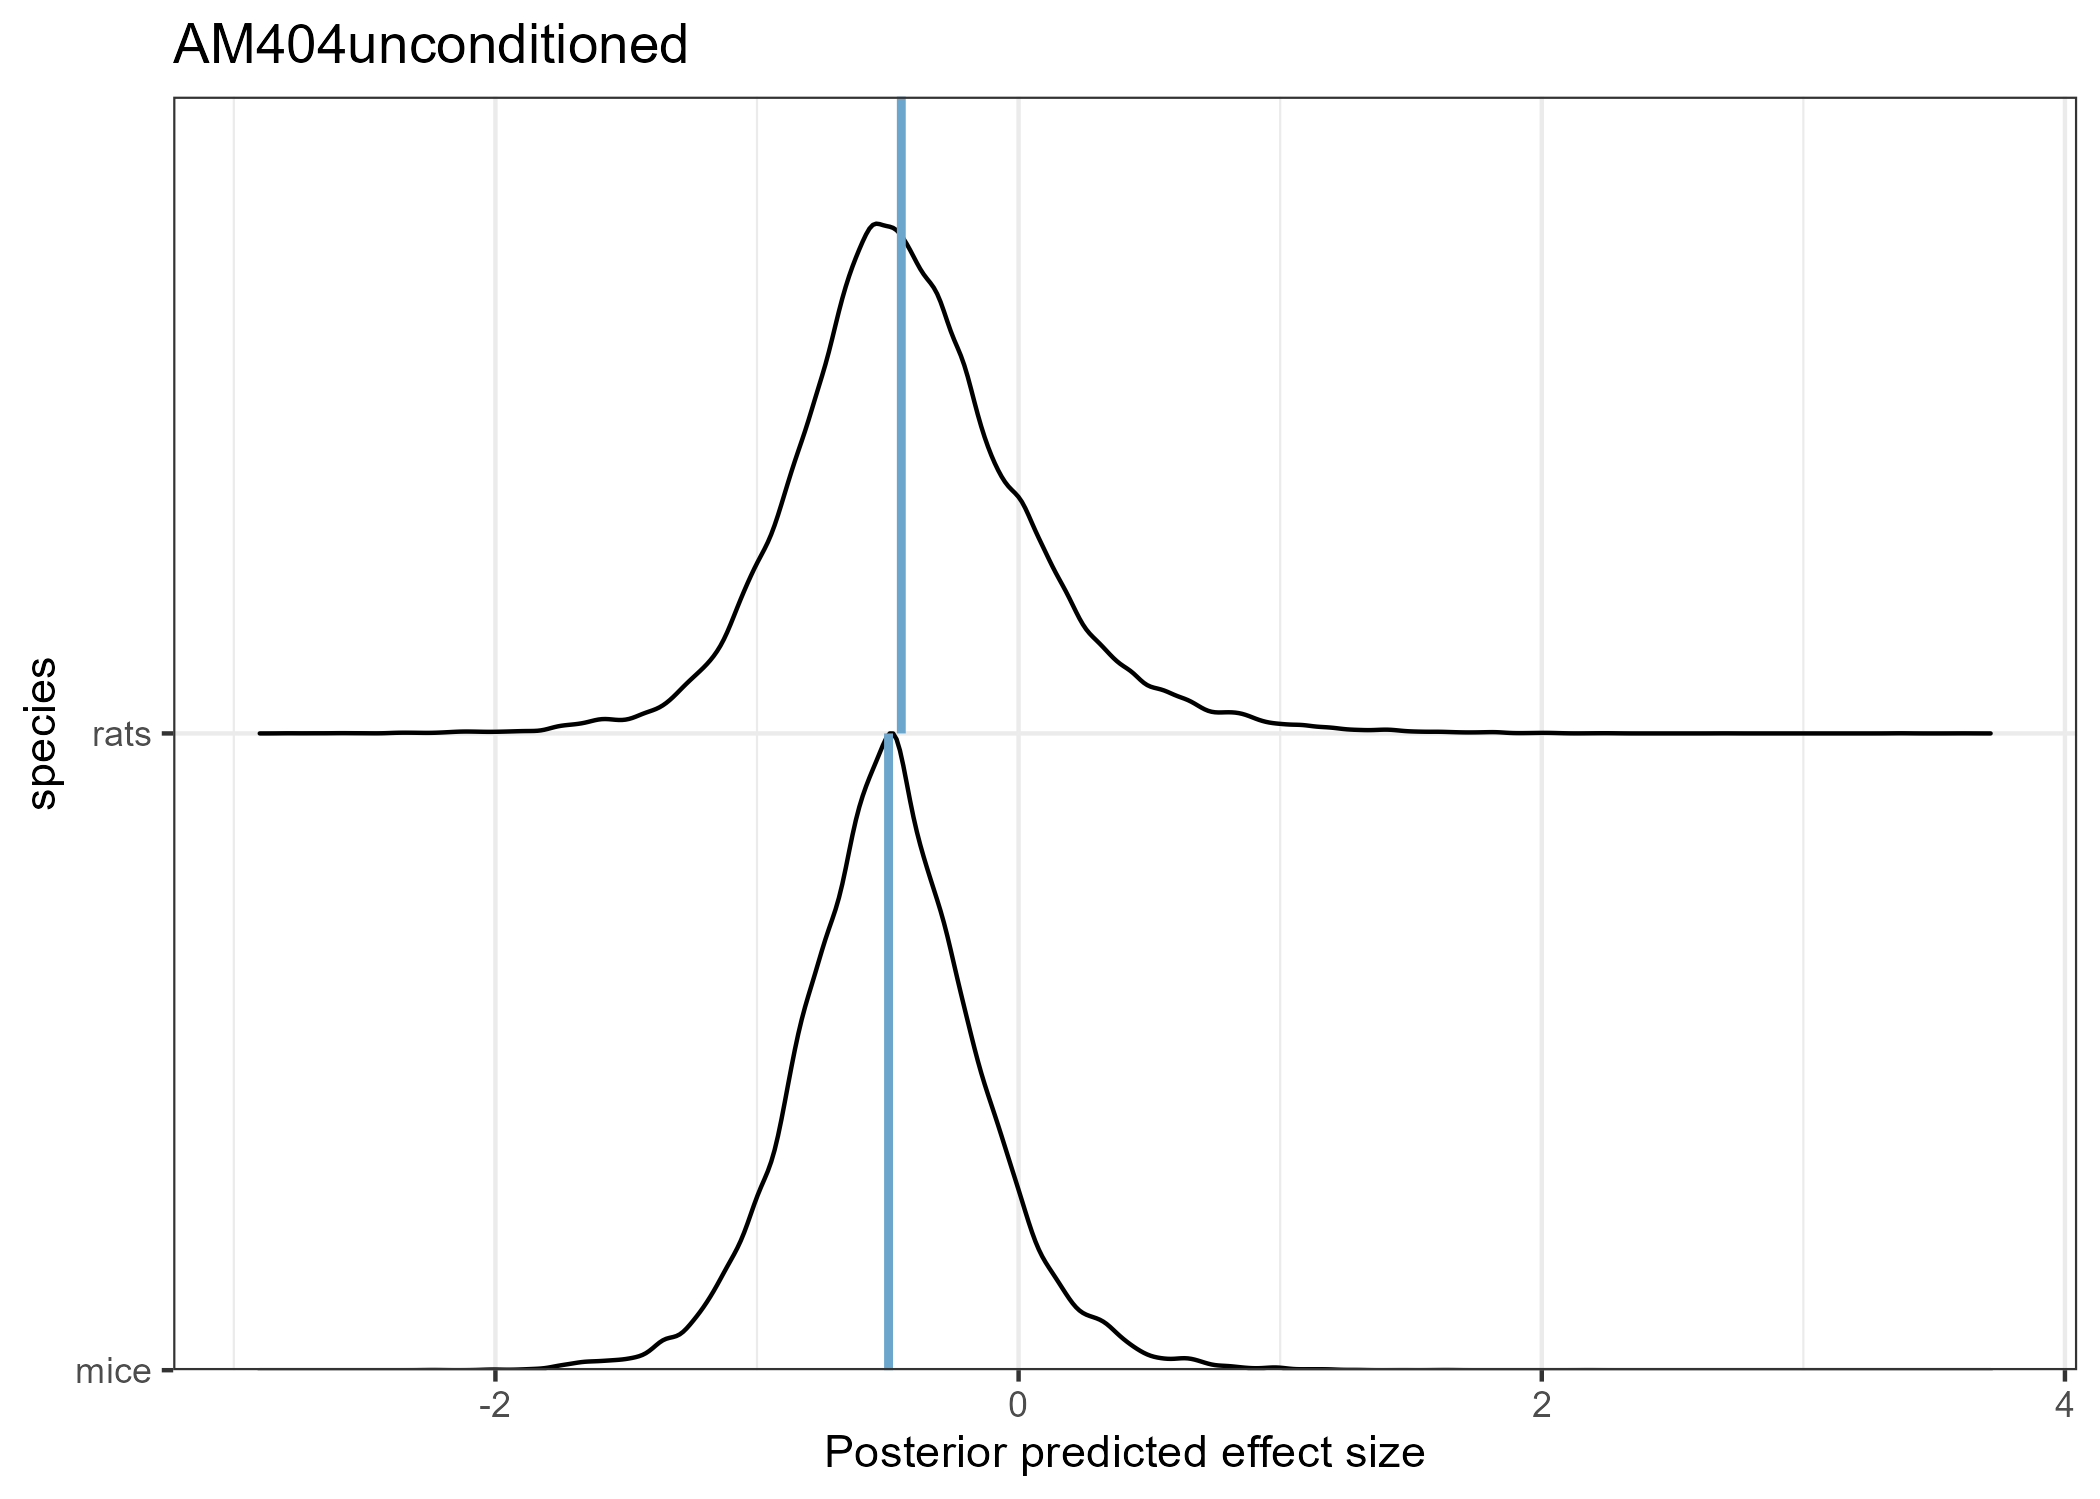 AM404unconditioned
species
rats
mice
-2 0 2 4
Posterior predicted effect size